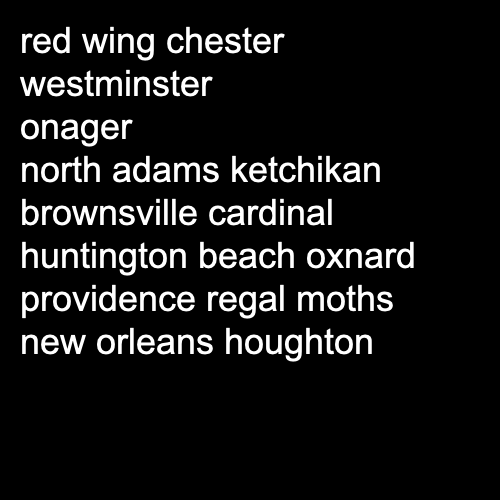 red wing chester
westminster
onager
north adams ketchikan
brownsville cardinal
huntington beach oxnard
providence regal moths
new orleans houghton